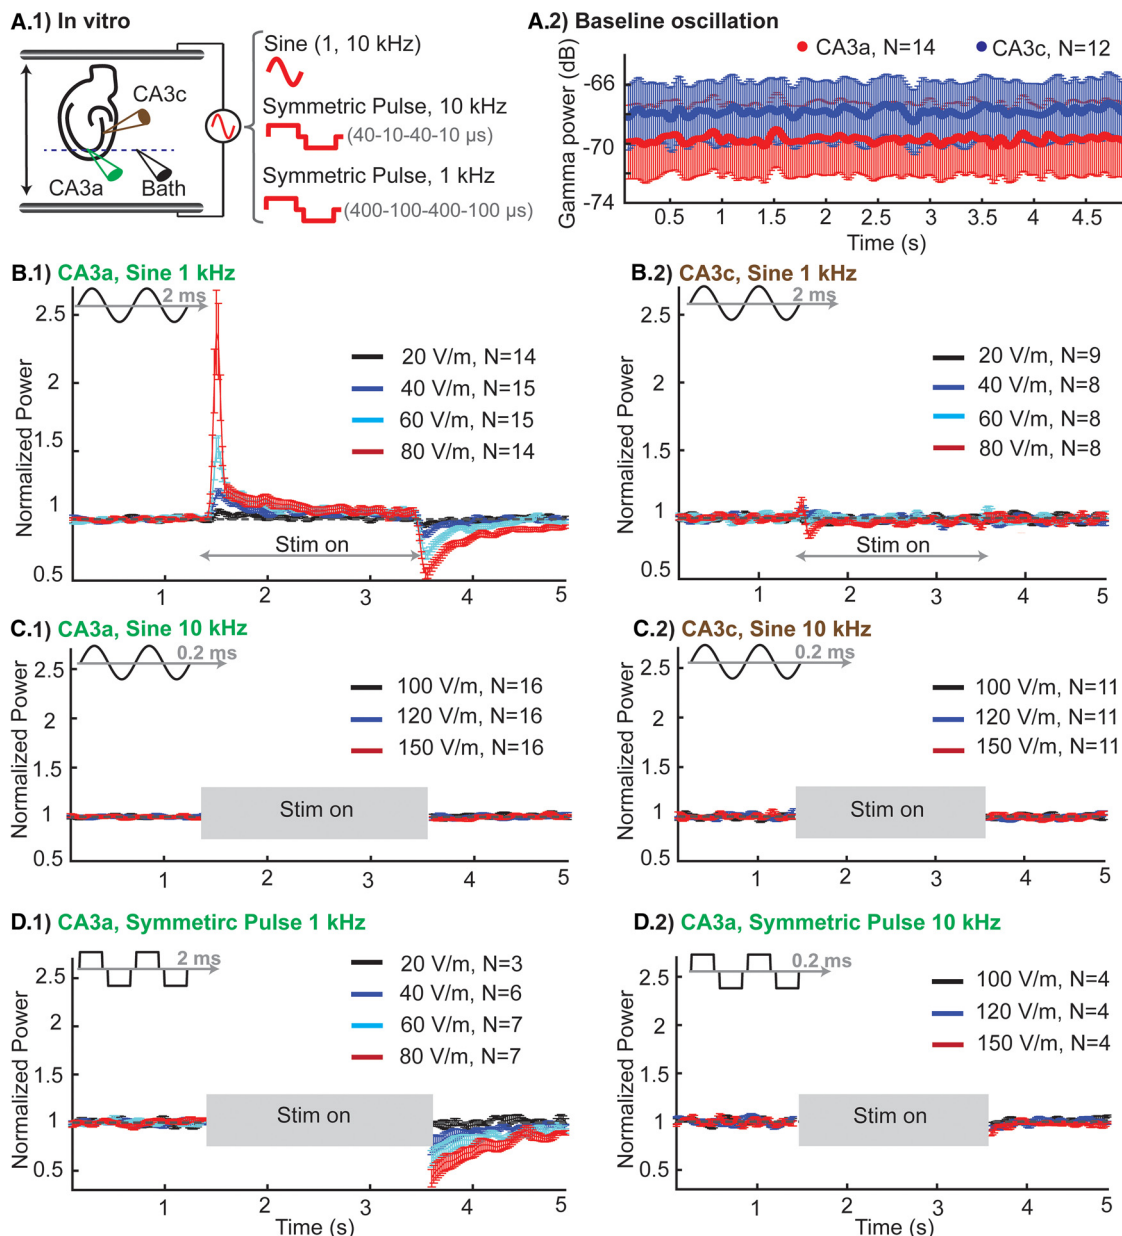 A.1) In vitro
CA3c
CA3a
Bath
Sine (1, 10 kHz)
Symmetric Pulse, 10 kHz
(40-10-40-10 µs)
Symmetric Pulse, 1 kHz
(400-100-400-100 µs)
A.2) Baseline oscillation
CA3a, N=14
CA3c, N=12
Gamma power (dB)
-66
-70
-74
0.5 1 1.5 2 2.5 3 3.5 4 4.5
Time (s)
B.1) CA3a, Sine 1 kHz
2 ms
Normalized Power
2.5
2
1.5
1
0.5
20 V/m, N=14
40 V/m, N=15
60 V/m, N=15
80 V/m, N=14
Stim on
1 2 3 4 5
B.2) CA3c, Sine 1 kHz
2 ms
Normalized Power
2.5
2
1.5
1
0.5
20 V/m, N=9
40 V/m, N=8
60 V/m, N=8
80 V/m, N=8
Stim on
1 2 3 4 5
C.1) CA3a, Sine 10 kHz
0.2 ms
Normalized Power
2.5
2
1.5
1
0.5
100 V/m, N=16
120 V/m, N=16
150 V/m, N=16
Stim on
1 2 3 4 5
C.2) CA3c, Sine 10 kHz
0.2 ms
Normalized Power
2.5
2
1.5
1
0.5
100 V/m, N=11
120 V/m, N=11
150 V/m, N=11
Stim on
1 2 3 4 5
D.1) CA3a, Symmetirc Pulse 1 kHz
2 ms
Normalized Power
2.5
2
1.5
1
0.5
20 V/m, N=3
40 V/m, N=6
60 V/m, N=7
80 V/m, N=7
Stim on
1 2 3 4 5
Time (s)
D.2) CA3a, Symmetric Pulse 10 kHz
0.2 ms
Normalized Power
2.5
2
1.5
1
0.5
100 V/m, N=4
120 V/m, N=4
150 V/m, N=4
Stim on
1 2 3 4 5
Time (s)